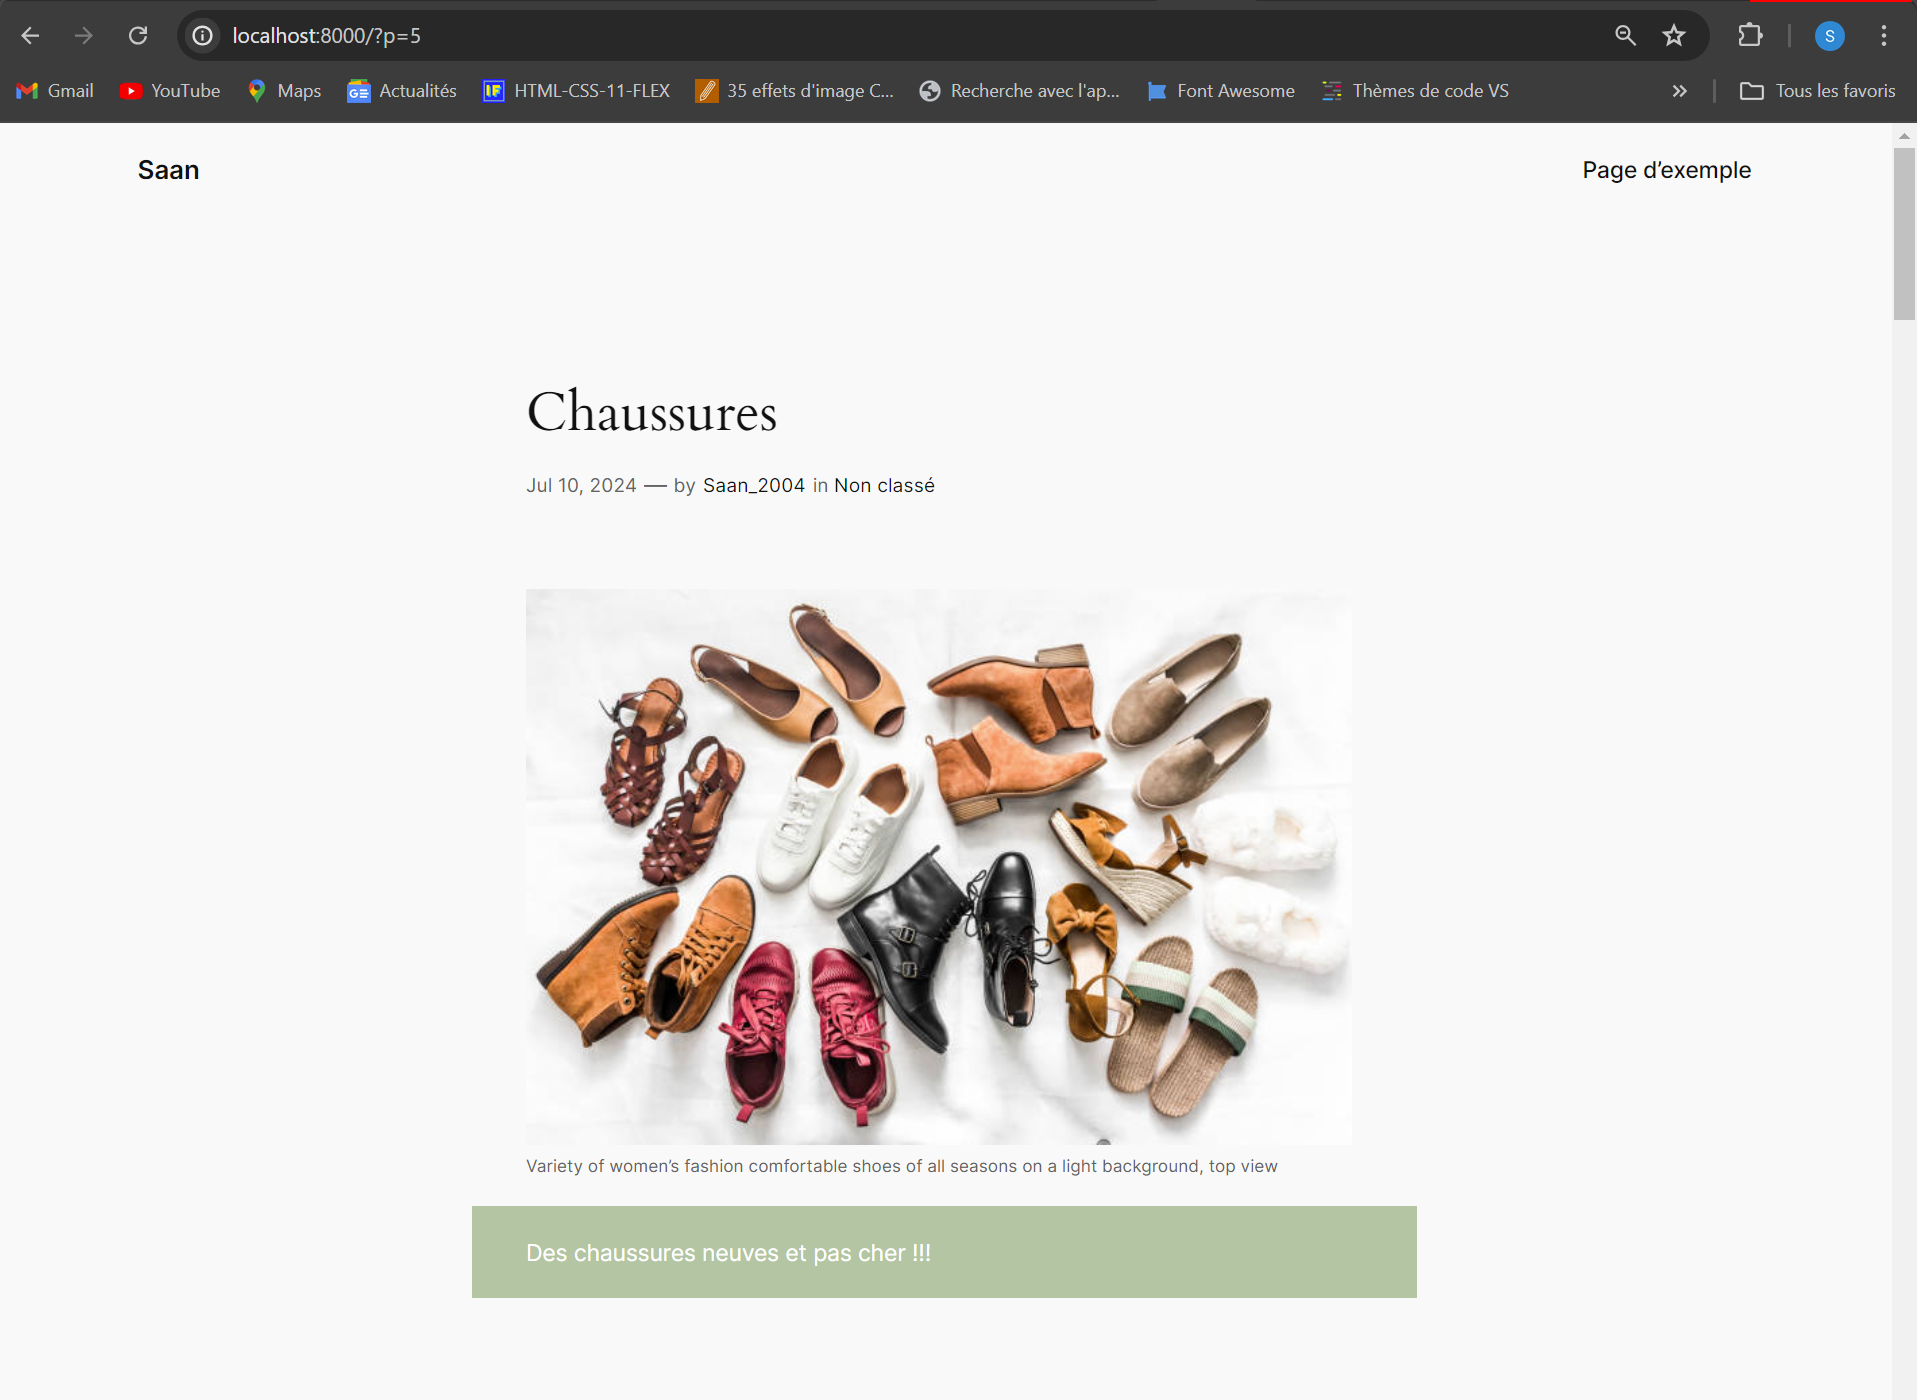 localhost:8000/?p=5
S
Gmail
YouTube
Maps
GE
Actualités
IF
HTML-CSS-11-FLEX
35 effets d'image C...
Recherche avec l'ap...
Font Awesome
Thèmes de code VS
Tous les favoris
Saan
Page d’exemple
Chaussures
Jul 10, 2024 — by Saan_2004 in Non classé
Variety of women’s fashion comfortable shoes of all seasons on a light background, top view
Des chaussures neuves et pas cher !!!